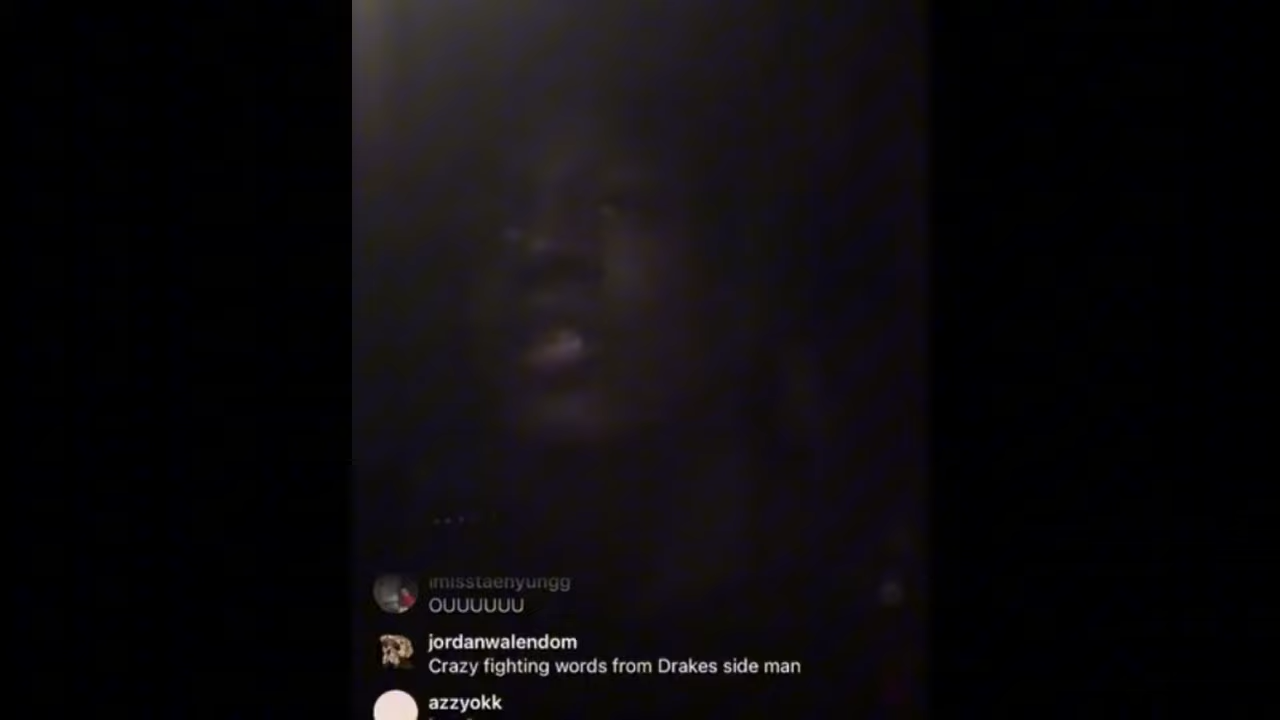 imisstaenyungg
OUUUUUU
jordanwalendom
Crazy fighting words from Drakes side man
azzyokk